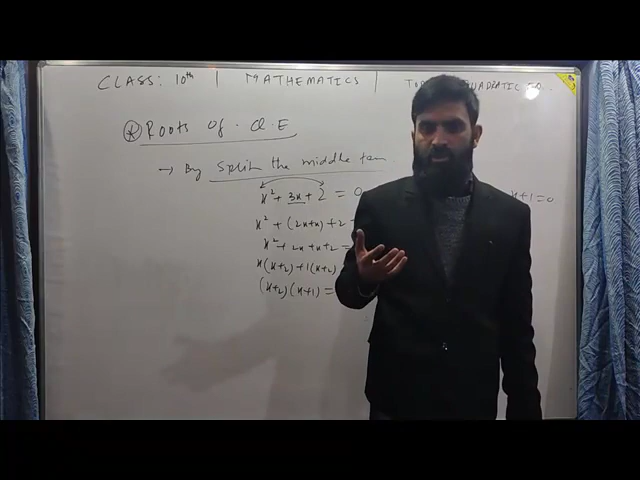 CLASS: 10th | MATHEMATICS | QUADRATIC EQ.
* Roots of. Q.E
→ By Split the middle term
x² + 3x + 2 = 0
x + 1 = 0
x² + (2x+x) + 2
x² + 2x + x + 2 =
x(x+2) + 1(x+2)
(x+2) (x+1) =